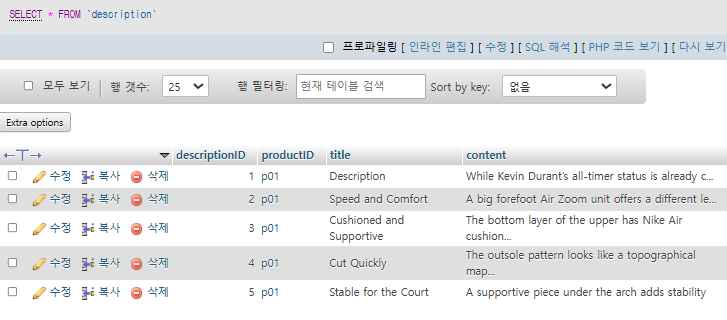 SELECT * FROM `description`
프로파일링 [ 인라인 편집 ] [ 수정 ] [ SQL 해석 ] [ PHP 코드 보기 ] [ 다시 보기
모두 보기 행 갯수: 25 행 필터링: 현재 테이블 검색 Sort by key: 없음
Extra options
←T→ descriptionID productID title content
수정 복사 삭제 1 p01 Description While Kevin Durant's all-timer status is already c...
수정 복사 삭제 2 p01 Speed and Comfort A big forefoot Air Zoom unit offers a different le...
수정 복사 삭제 3 p01 Cushioned and The bottom layer of the upper has Nike Air
Supportive cushion...
수정 복사 삭제 4 p01 Cut Quickly The outsole pattern looks like a topographical
map...
수정 복사 삭제 5 p01 Stable for the Court A supportive piece under the arch adds stability